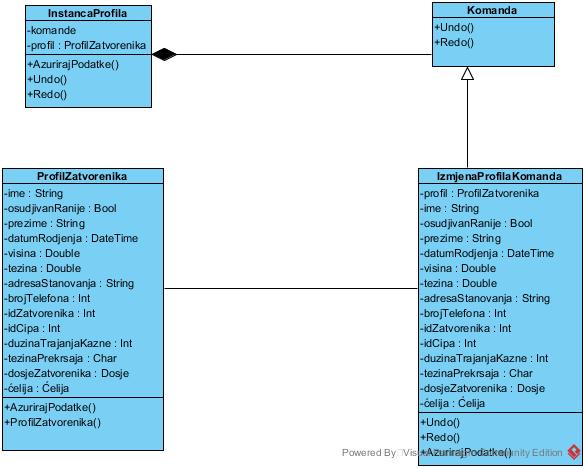 InstancaProfila
-komande
-profil : ProfilZatvorenika
+AzurirajPodatke()
+Undo()
+Redo()
Komanda
+Undo()
+Redo()
ProfilZatvorenika
-ime : String
-osudjivanRanije : Bool
-prezime : String
-datumRodjenja : DateTime
-visina : Double
-tezina : Double
-adresaStanovanja : String
-brojTelefona : Int
-idZatvorenika : Int
-idCipa : Int
-duzinaTrajanjaKazne : Int
-tezinaPrekrsaja : Char
-dosjeZatvorenika : Dosje
-ćelija : Ćelija
+AzurirajPodatke()
+ProfilZatvorenika()
IzmjenaProfilaKomanda
-profil : ProfilZatvorenika
-ime : String
-osudjivanRanije : Bool
-prezime : String
-datumRodjenja : DateTime
-visina : Double
-tezina : Double
-adresaStanovanja : String
-brojTelefona : Int
-idZatvorenika : Int
-idCipa : Int
-duzinaTrajanjaKazne : Int
-tezinaPrekrsaja : Char
-dosjeZatvorenika : Dosje
-ćelija : Ćelija
+Undo()
+Redo()
+AzurirajPodatke()
Powered By Visual Community Edition